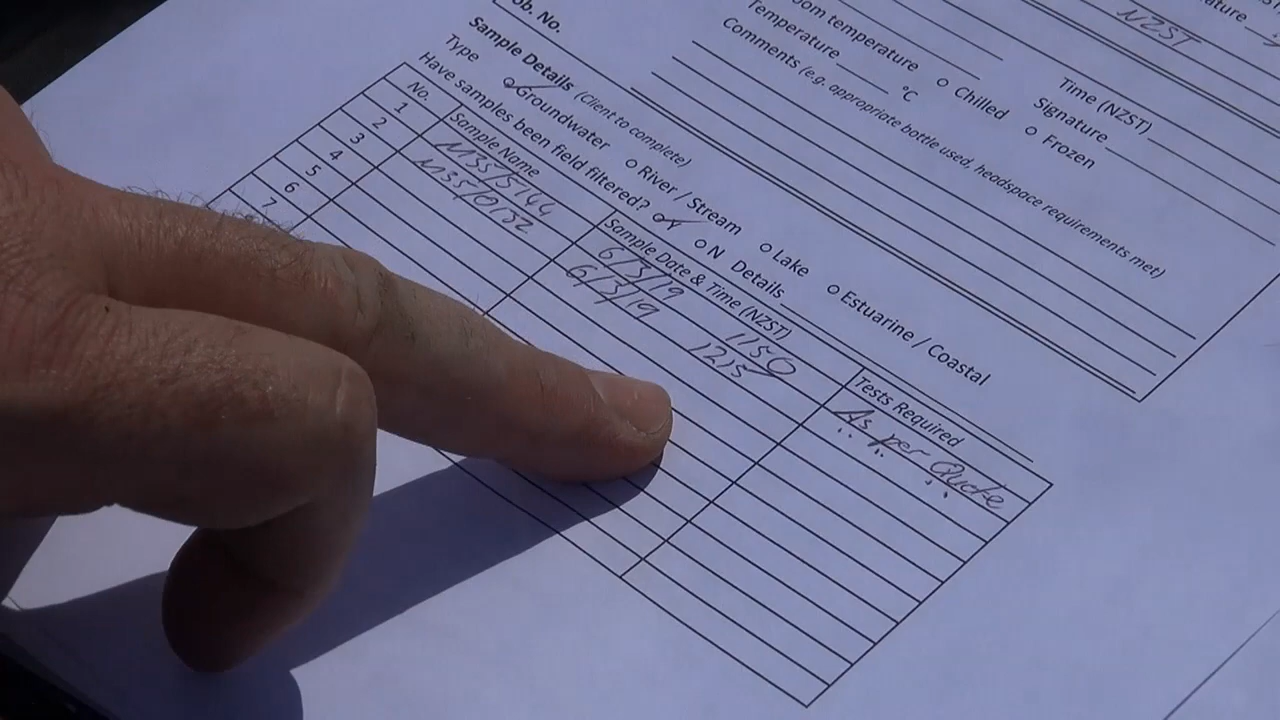 NZST
Time (NZST)
Signature
oom temperature
Temperature °C
Chilled
Frozen
Comments (e.g. appropriate bottle used, headspace requirements met)
ob. No.
Sample Details (Client to complete)
Type Groundwater River / Stream Lake Estuarine / Coastal
Have samples been field filtered? Y N Details
No. Sample Name Sample Date & Time (NZST) Tests Required
1 M35/5144 6/3/19 1150 As per Quote
2 M35/0132 6/3/19 1215 " " "
3
4
5
6
7